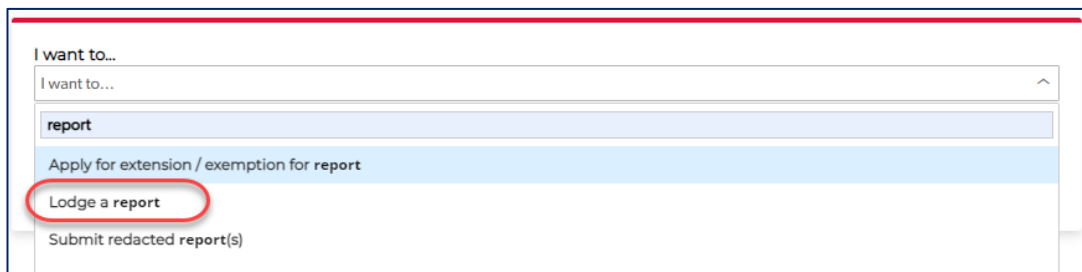 I want to...
I want to...
report
Apply for extension / exemption for report
Lodge a report
Submit redacted report(s)